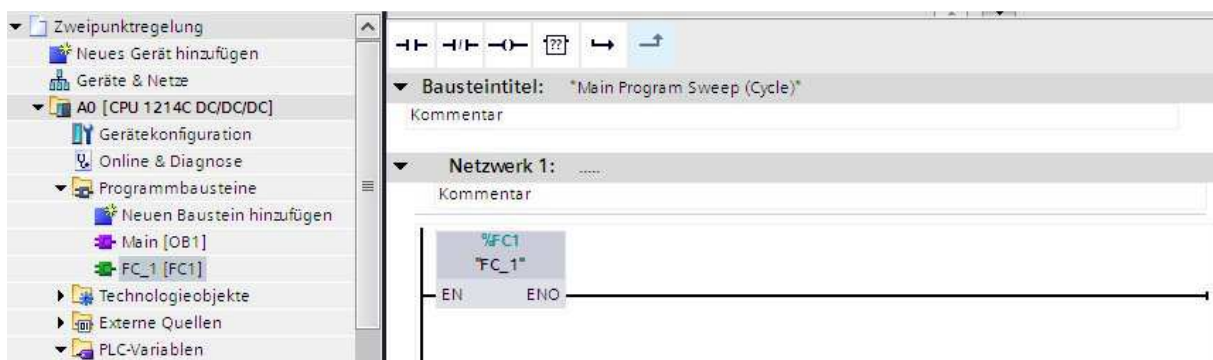 Zweipunktregelung
Neues Gerät hinzufügen
Geräte & Netze
A0 [CPU 1214C DC/DC/DC]
Gerätekonfiguration
Online & Diagnose
Programmbausteine
Neuen Baustein hinzufügen
Main [OB1]
FC_1 [FC1]
Technologieobjekte
Externe Quellen
PLC-Variablen
??
Bausteintitel: "Main Program Sweep (Cycle)"
Kommentar
Netzwerk 1: .....
Kommentar
%FC1
"FC_1"
EN ENO